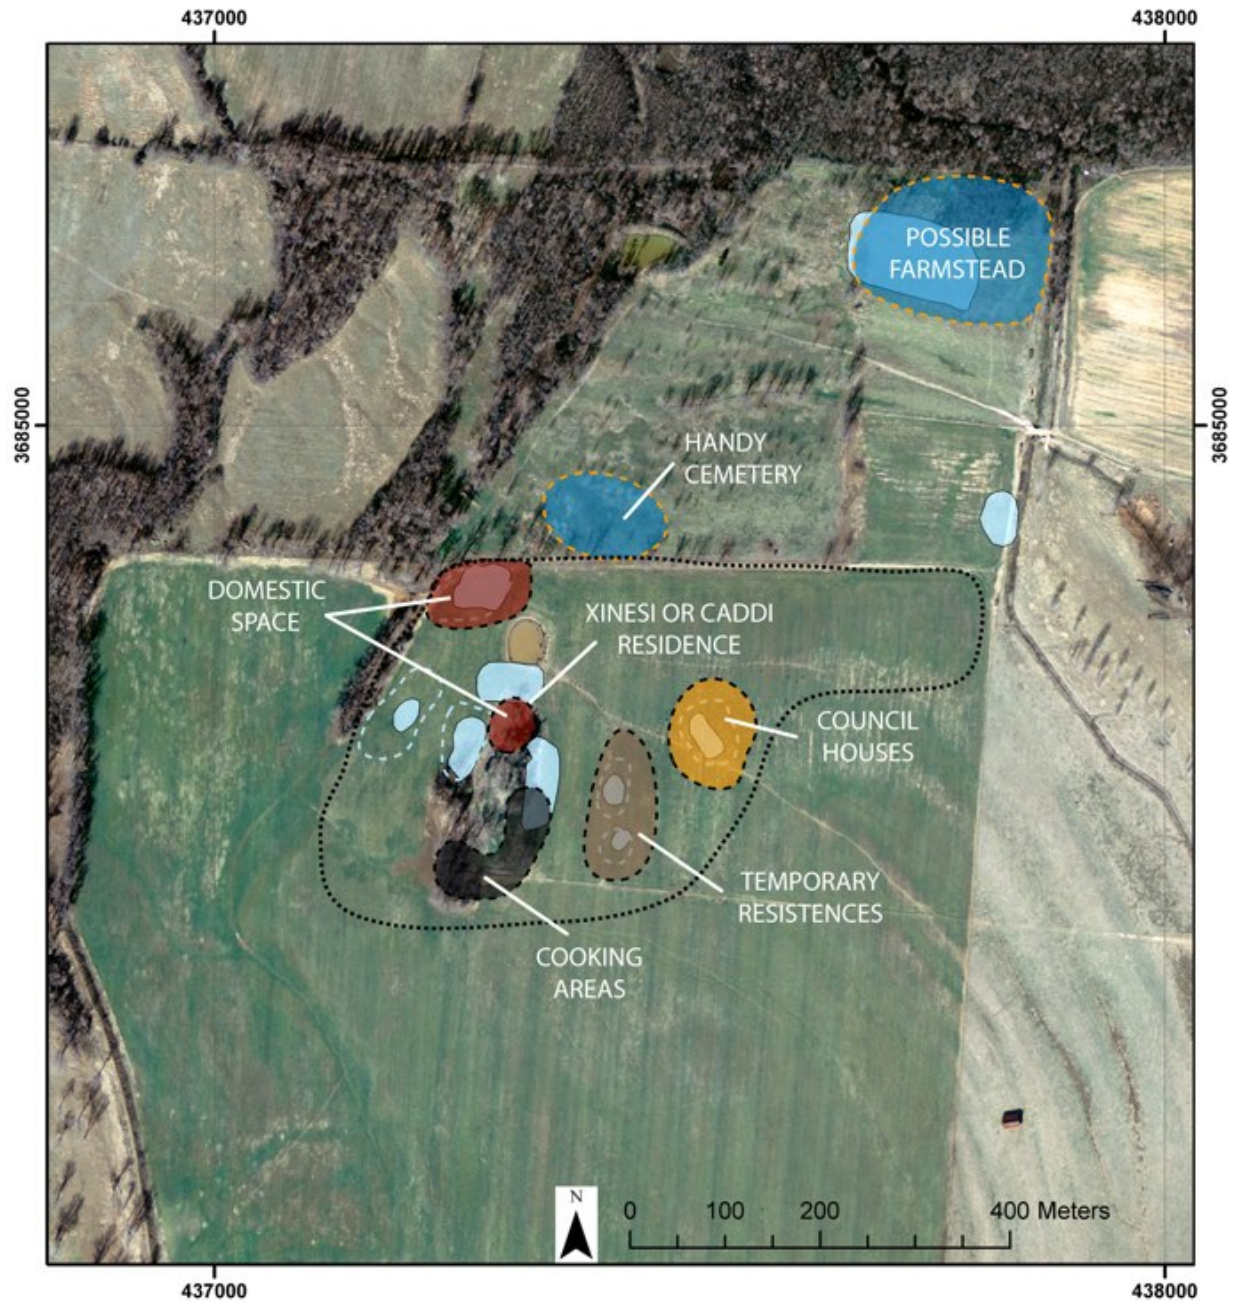 437000
438000
POSSIBLE
FARMSTEAD
3685000
3685000
HANDY
CEMETERY
DOMESTIC
SPACE
XINESI OR CADDI
RESIDENCE
COUNCIL
HOUSES
TEMPORARY
RESISTENCES
COOKING
AREAS
N
0 100 200 400 Meters
437000
438000